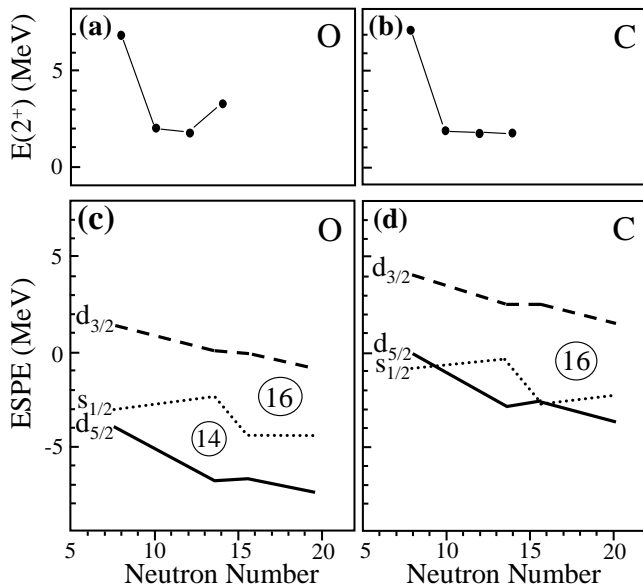 (a) O
(b) C
E(2⁺) (MeV)
5
0
(c) O
(d) C
ESPE (MeV)
5
0
-5
d3/2
s1/2
d5/2
16
14
d3/2
d5/2
s1/2
16
5 10 15 20
5 10 15 20
Neutron Number
Neutron Number